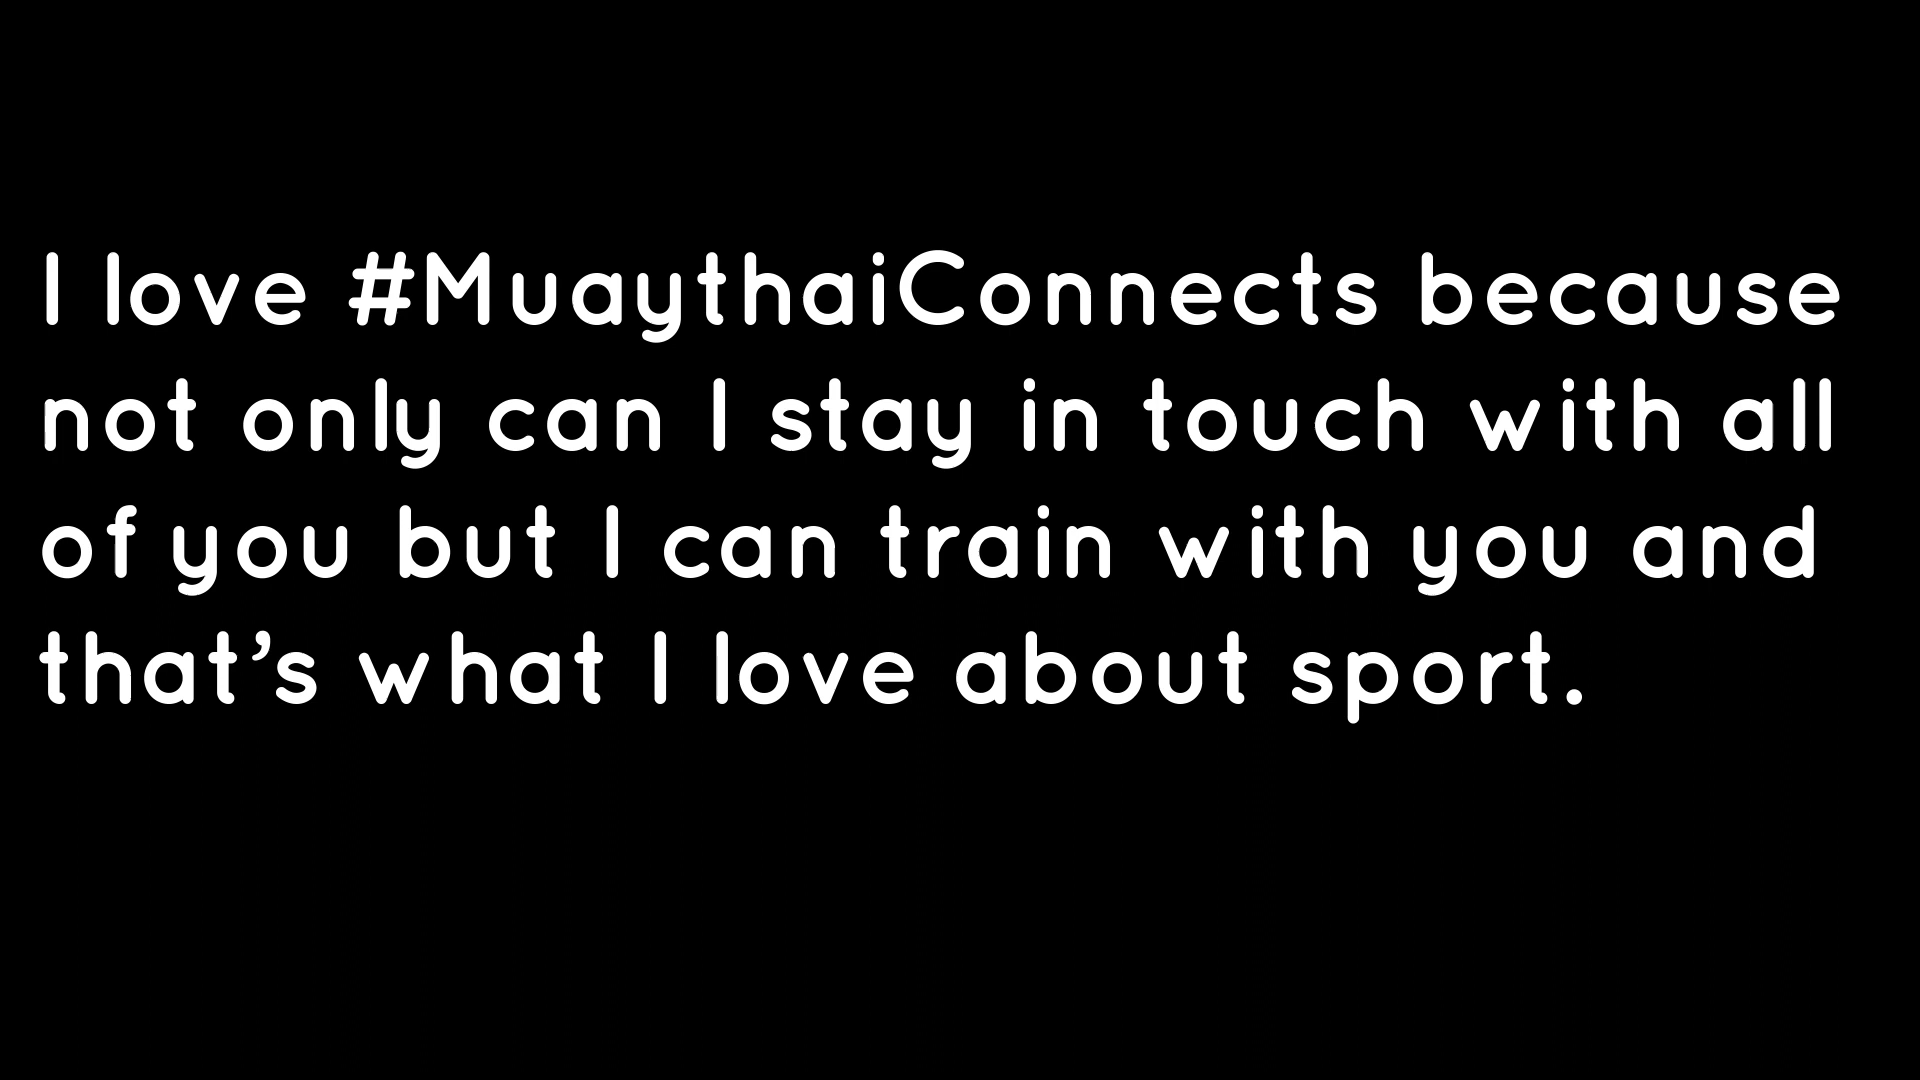 I love #MuaythaiConnects because
not only can I stay in touch with all
of you but I can train with you and
that’s what I love about sport.